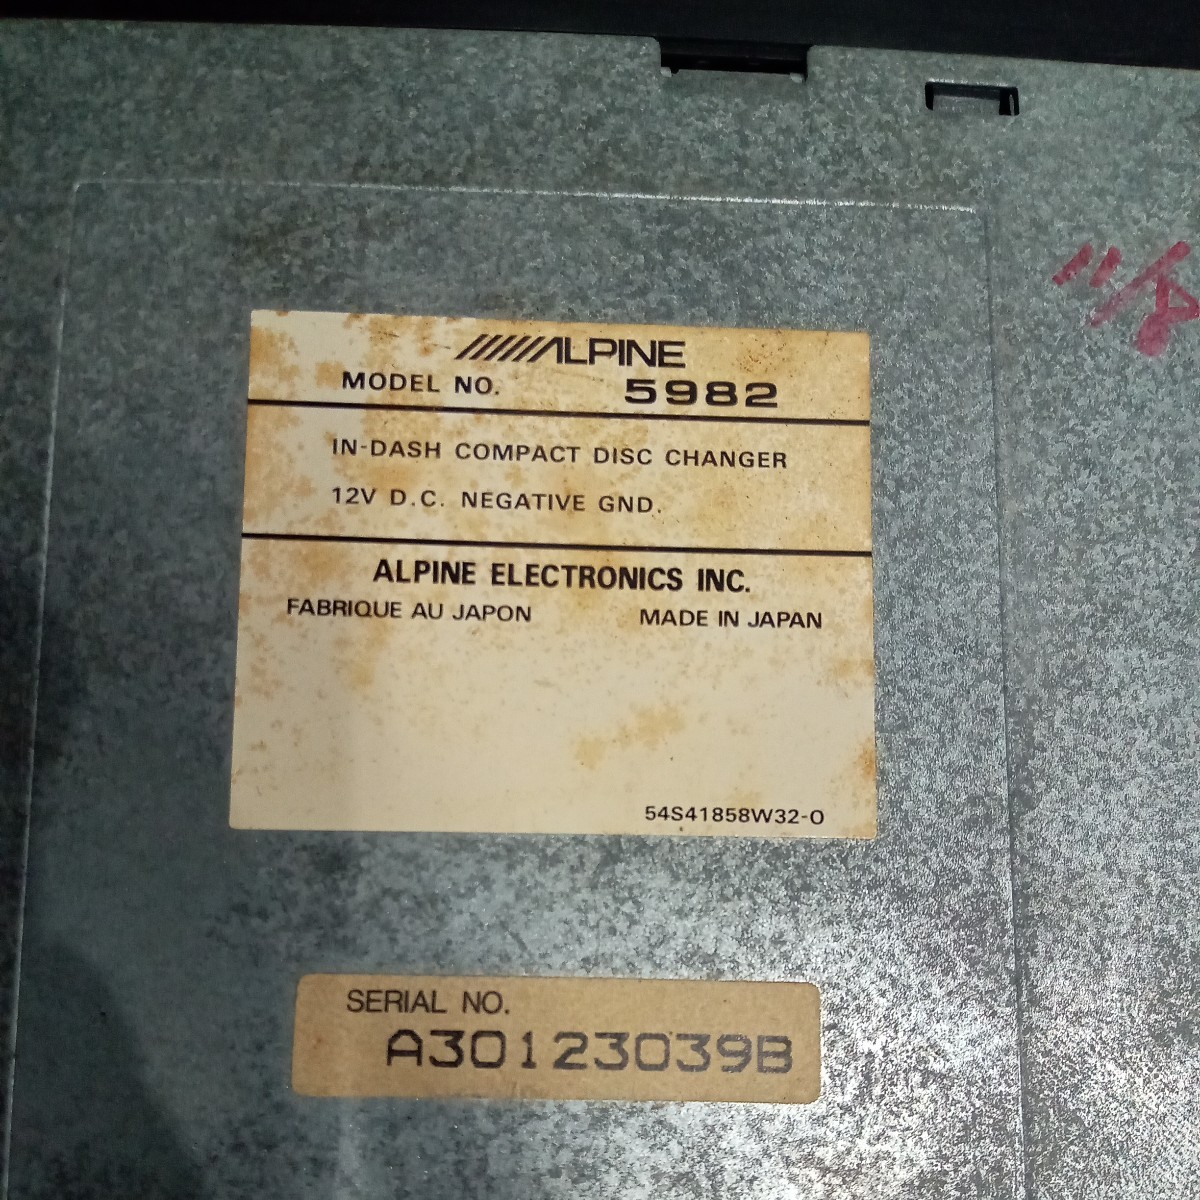 ALPINE
MODEL NO. 5982
IN-DASH COMPACT DISC CHANGER
12V D.C. NEGATIVE GND.
ALPINE ELECTRONICS INC.
FABRIQUE AU JAPON MADE IN JAPAN
54S41858W32-O
SERIAL NO.
A30123039B